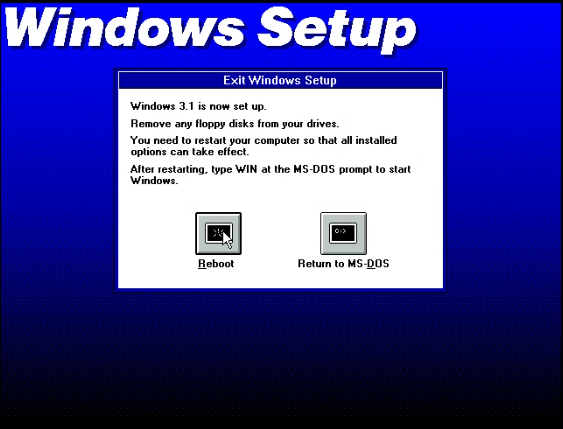 Windows Setup
Exit Windows Setup
Windows 3.1 is now set up.
Remove any floppy disks from your drives.
You need to restart your computer so that all installed
options can take effect.
After restarting, type WIN at the MS-DOS prompt to start
Windows.
Reboot
Return to MS-DOS